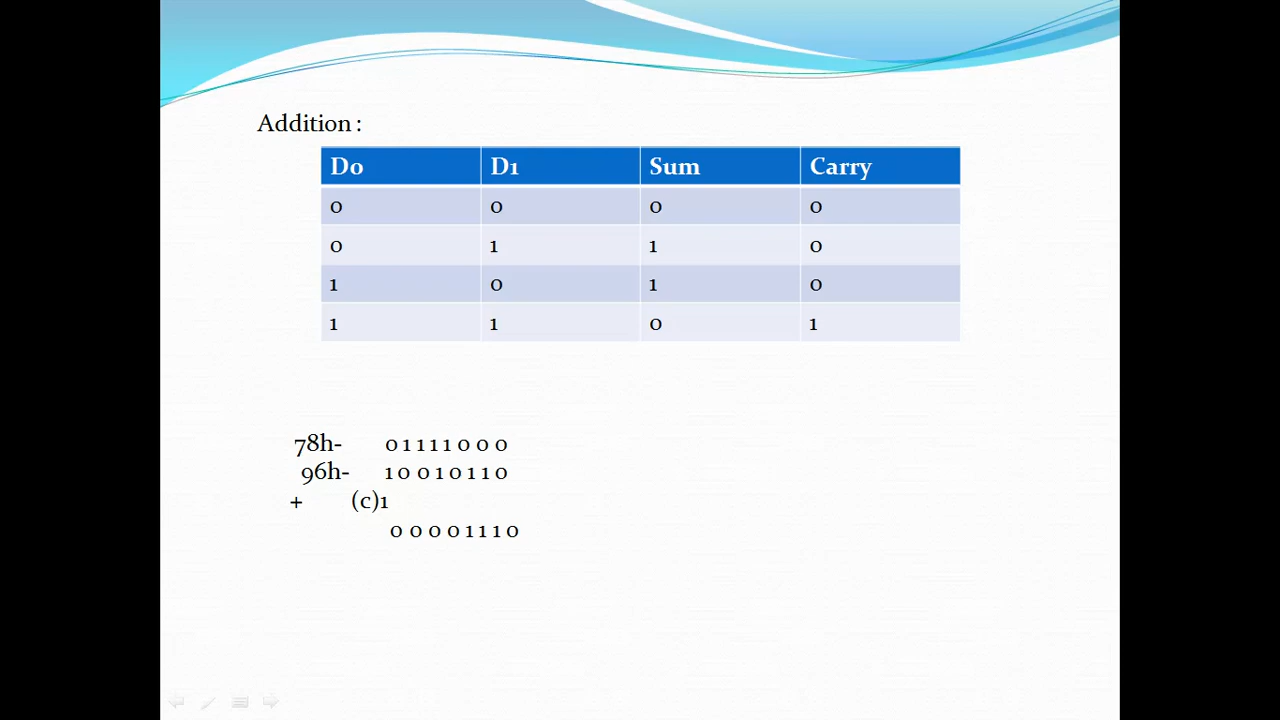 Addition :
D0 D1 Sum Carry
0 0 0 0
0 1 1 0
1 0 1 0
1 1 0 1
78h- 0 1 1 1 1 0 0 0
96h- 1 0 0 1 0 1 1 0
+ (c)1
0 0 0 0 1 1 1 0